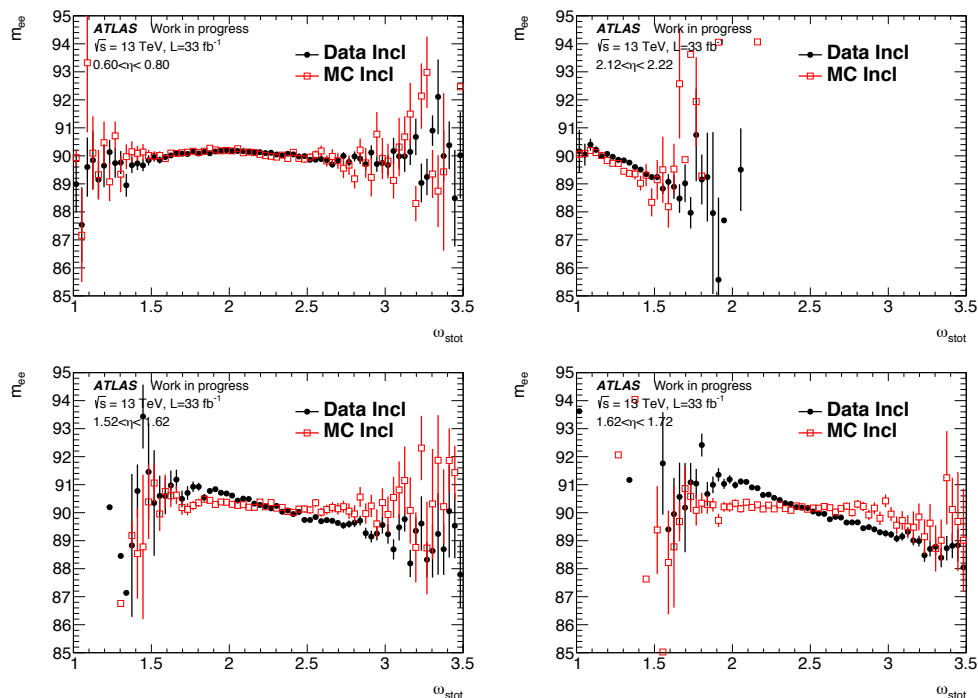 m_ee
95
94
93
92
91
90
89
88
87
86
85
ATLAS Work in progress
√s = 13 TeV, L=33 fb⁻¹
0.60<η< 0.80
Data Incl
MC Incl
1 1.5 2 2.5 3 3.5
ω_stot
m_ee
95
94
93
92
91
90
89
88
87
86
85
ATLAS Work in progress
√s = 13 TeV, L=33 fb⁻¹
2.12<η< 2.22
Data Incl
MC Incl
1 1.5 2 2.5 3 3.5
ω_stot
m_ee
95
94
93
92
91
90
89
88
87
86
85
ATLAS Work in progress
√s = 13 TeV, L=33 fb⁻¹
1.52<η< 1.62
Data Incl
MC Incl
1 1.5 2 2.5 3 3.5
ω_stot
m_ee
95
94
93
92
91
90
89
88
87
86
85
ATLAS Work in progress
√s = 13 TeV, L=33 fb⁻¹
1.62<η< 1.72
Data Incl
MC Incl
1 1.5 2 2.5 3 3.5
ω_stot